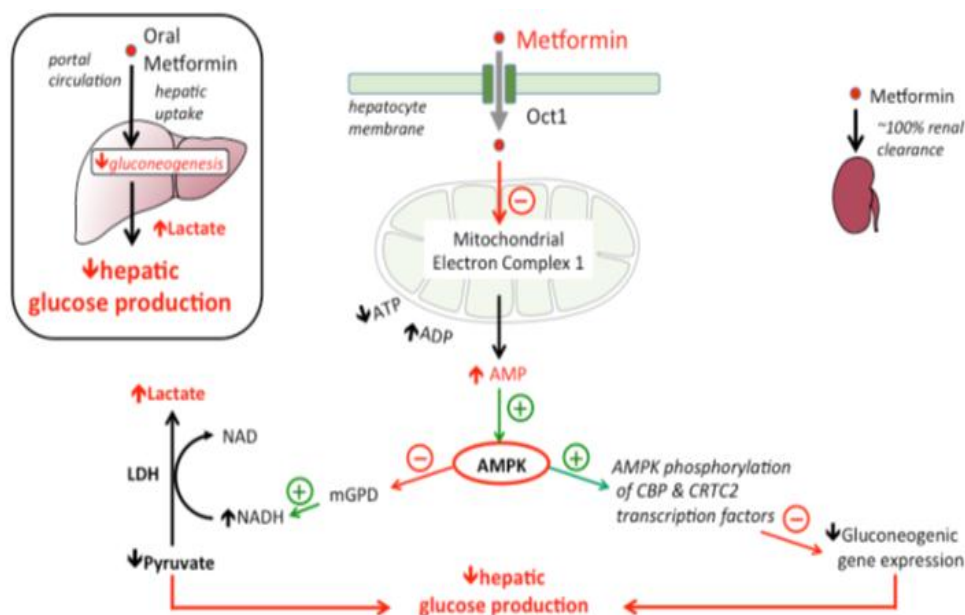 Oral
Metformin
portal
circulation
hepatic
uptake
↓gluconeogenesis
↑Lactate
↓hepatic
glucose production
Metformin
hepatocyte
membrane
Oct1
−
Mitochondrial
Electron Complex 1
↓ATP
↑ADP
↑ AMP
+
AMPK
Metformin
~100% renal
clearance
↑Lactate
NAD
LDH
↑NADH
↓Pyruvate
+
mGPD
−
+
AMPK phosphorylation
of CBP & CRTC2
transcription factors
−
↓Gluconeogenic
gene expression
↓hepatic
glucose production